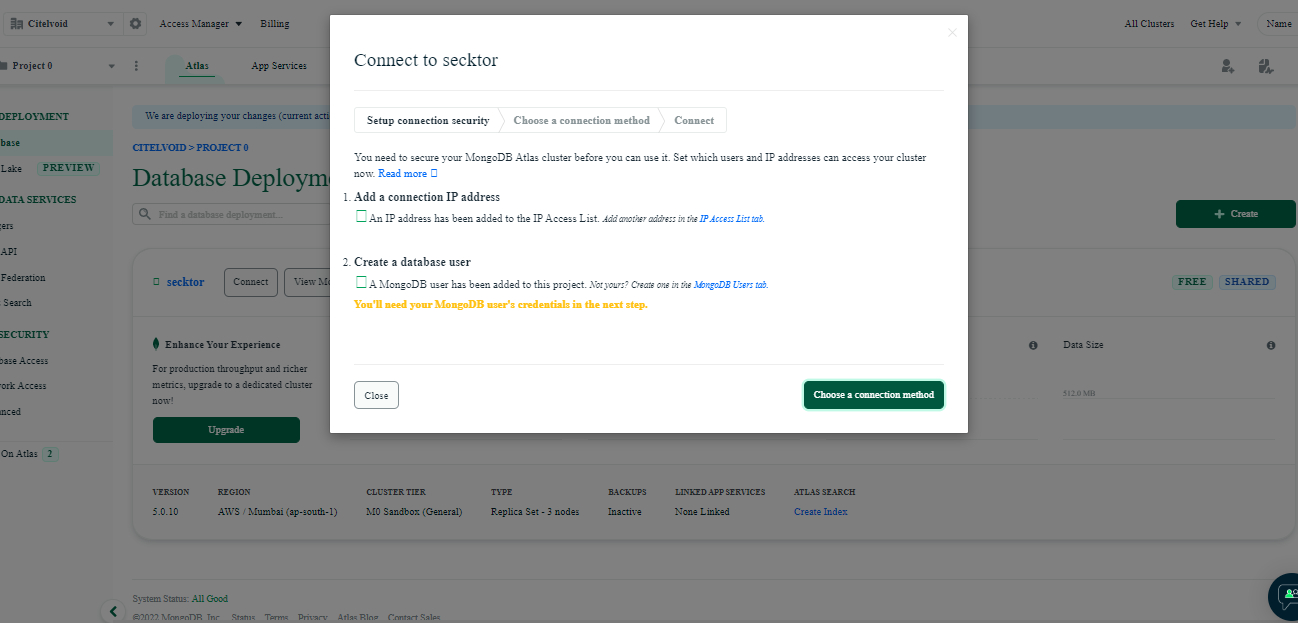 Citelvoid
Access Manager
Billing
All Clusters
Get Help
Name
Project 0
Atlas
App Services
DEPLOYMENT
base
Lake PREVIEW
DATA SERVICES
gers
API
Federation
Search
SECURITY
base Access
ork Access
nced
On Atlas 2
We are deploying your changes (current acti
CITELVOID > PROJECT 0
Database Deployme
Find a database deployment...
+ Create
secktor
Connect
View Mo
FREE
SHARED
Enhance Your Experience
For production throughput and richer
metrics, upgrade to a dedicated cluster
now!
Upgrade
Data Size
512.0 MB
Connect to secktor
Setup connection security
Choose a connection method
Connect
You need to secure your MongoDB Atlas cluster before you can use it. Set which users and IP addresses can access your cluster
now. Read more
1. Add a connection IP address
An IP address has been added to the IP Access List. Add another address in the IP Access List tab.
2. Create a database user
A MongoDB user has been added to this project. Not yours? Create one in the MongoDB Users tab.
You'll need your MongoDB user's credentials in the next step.
Close
Choose a connection method
VERSION REGION CLUSTER TIER TYPE BACKUPS LINKED APP SERVICES ATLAS SEARCH
5.0.10 AWS / Mumbai (ap-south-1) M0 Sandbox (General) Replica Set - 3 nodes Inactive None Linked Create Index
System Status: All Good
©2022 MongoDB, Inc. Status Terms Privacy Atlas Blog Contact Sales